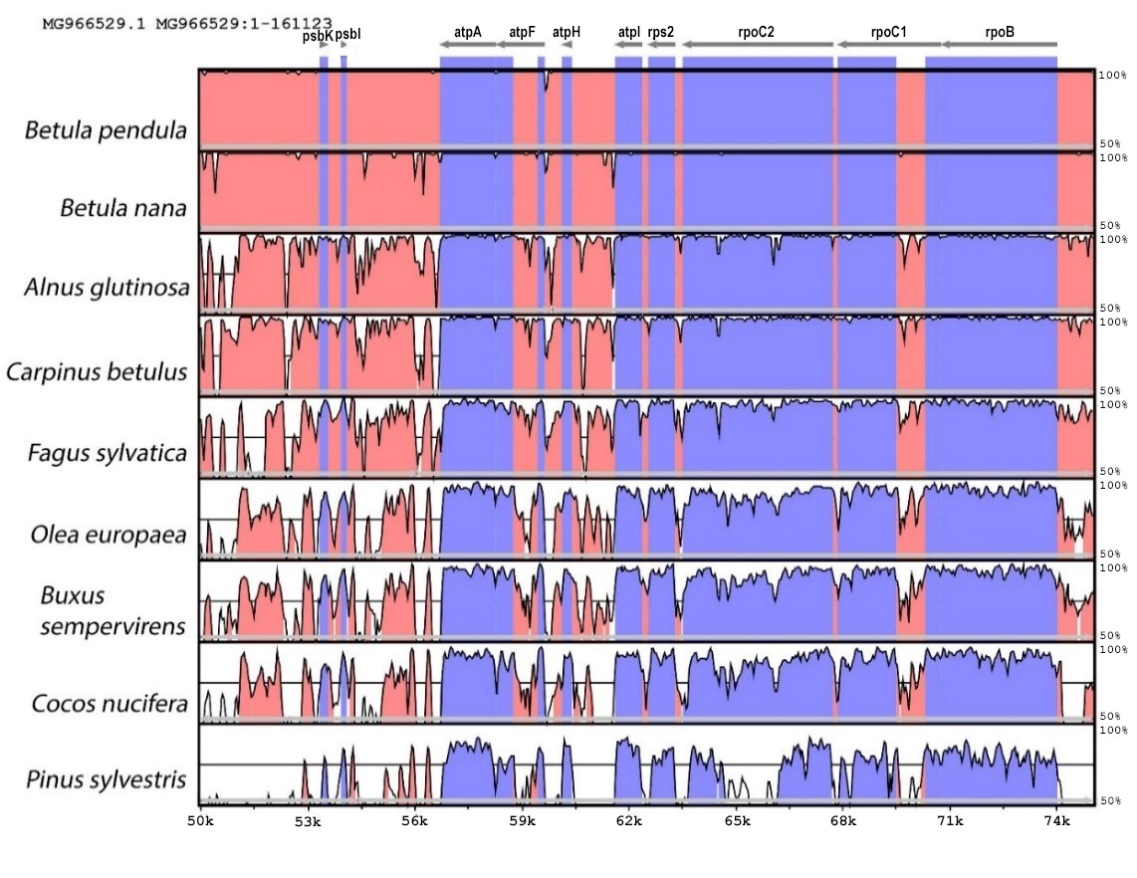 MG966529.1 MG966529:1-161123
psbK psbI atpA atpF atpH atpI rps2 rpoC2 rpoC1 rpoB
100%
Betula pendula
50%
100%
Betula nana
50%
100%
Alnus glutinosa
50%
100%
Carpinus betulus
50%
100%
Fagus sylvatica
50%
100%
Olea europaea
50%
100%
Buxus
sempervirens
50%
100%
Cocos nucifera
50%
100%
Pinus sylvestris
50%
50k 53k 56k 59k 62k 65k 68k 71k 74k